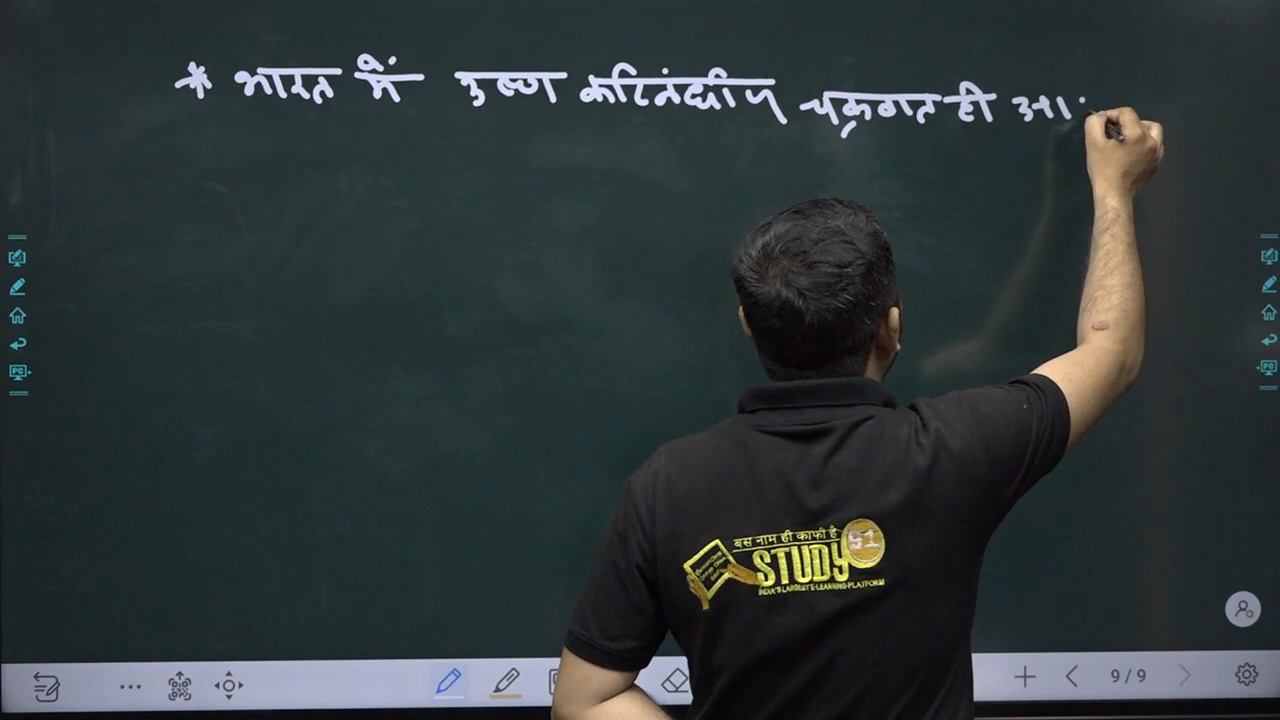 * भारत में उष्ण कटिबंधीय चक्रवात ही
बस नाम ही काफी है
STUDY 91
INDIA'S LARGEST E-LEARNING PLATFORM
9/9